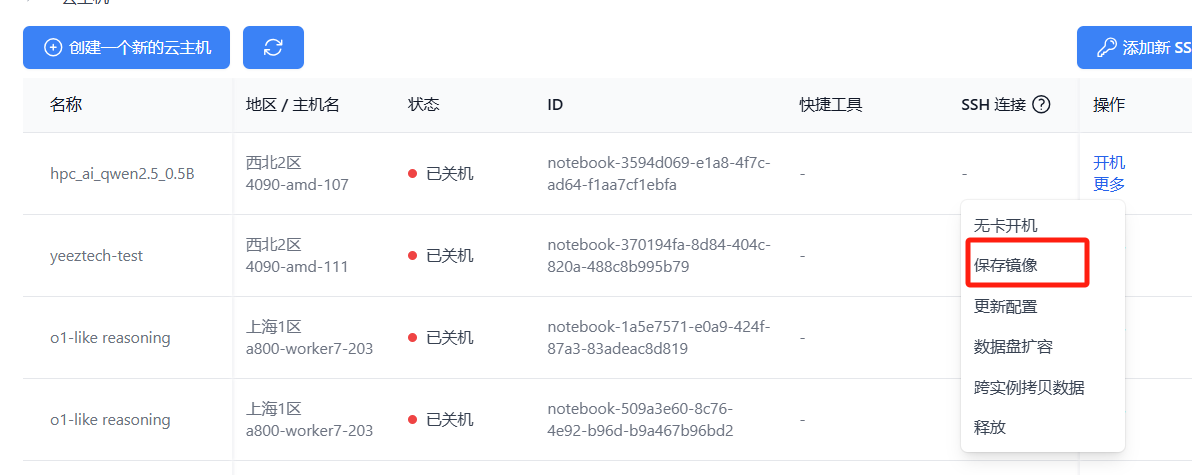 云主机
创建一个新的云主机
添加新 SS
名称
地区 / 主机名
状态
ID
快捷工具
SSH 连接
操作
hpc_ai_qwen2.5_0.5B
西北2区
4090-amd-107
已关机
notebook-3594d069-e1a8-4f7c-
ad64-f1aa7cf1ebfa
-
-
开机
更多
yeeztech-test
西北2区
4090-amd-111
已关机
notebook-370194fa-8d84-404c-
820a-488c8b995b79
-
o1-like reasoning
上海1区
a800-worker7-203
已关机
notebook-1a5e7571-e0a9-424f-
87a3-83adeac8d819
-
o1-like reasoning
上海1区
a800-worker7-203
已关机
notebook-509a3e60-8c76-
4e92-b96d-b9a467b96bd2
-
无卡开机
保存镜像
更新配置
数据盘扩容
跨实例拷贝数据
释放